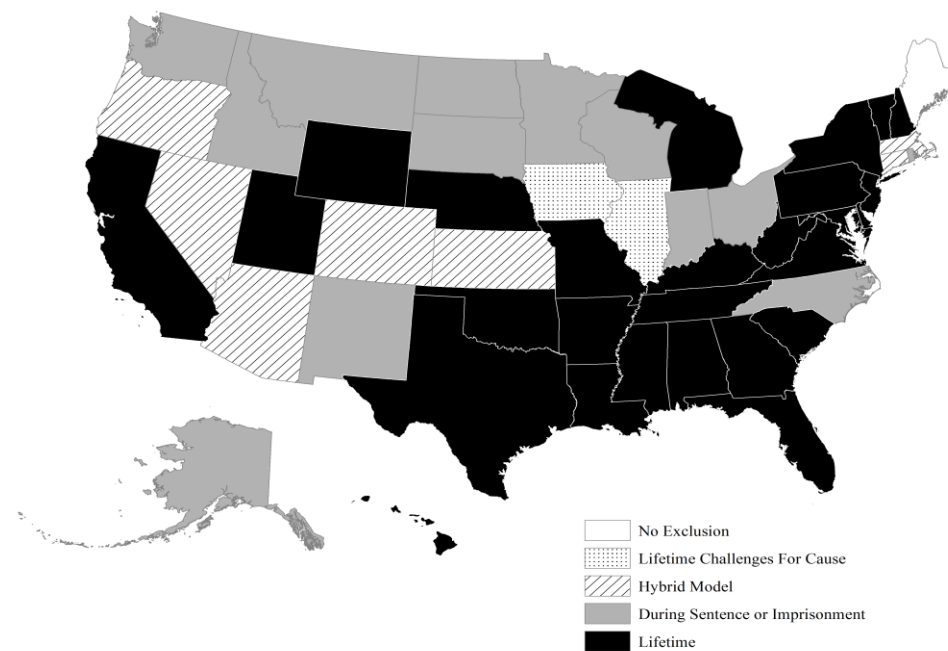 No Exclusion
Lifetime Challenges For Cause
Hybrid Model
During Sentence or Imprisonment
Lifetime